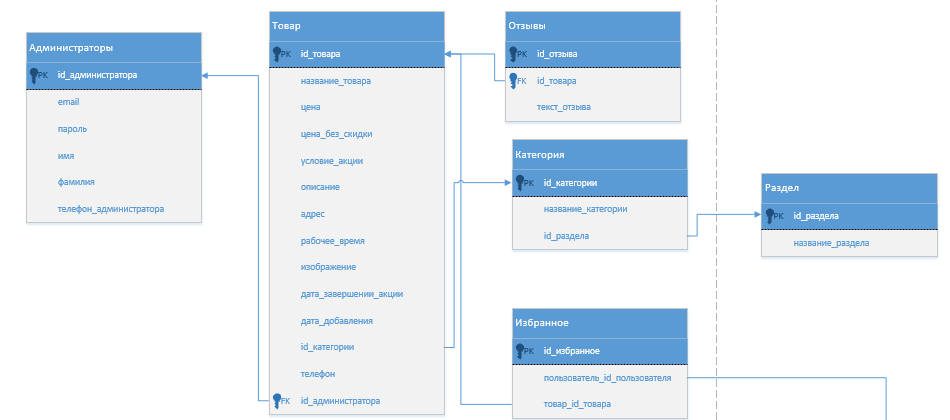 Администраторы
PK id_администратора
email
пароль
имя
фамилия
телефон_администратора
Товар
PK id_товара
название_товара
цена
цена_без_скидки
условие_акции
описание
адрес
рабочее_время
изображение
дата_завершении_акции
дата_добавления
id_категории
телефон
FK id_администратора
Отзывы
PK id_отзыва
FK id_товара
текст_отзыва
Категория
PK id_категории
название_категории
id_раздела
Раздел
PK id_раздела
название_раздела
Избранное
PK id_избранное
пользователь_id_пользователя
товар_id_товара